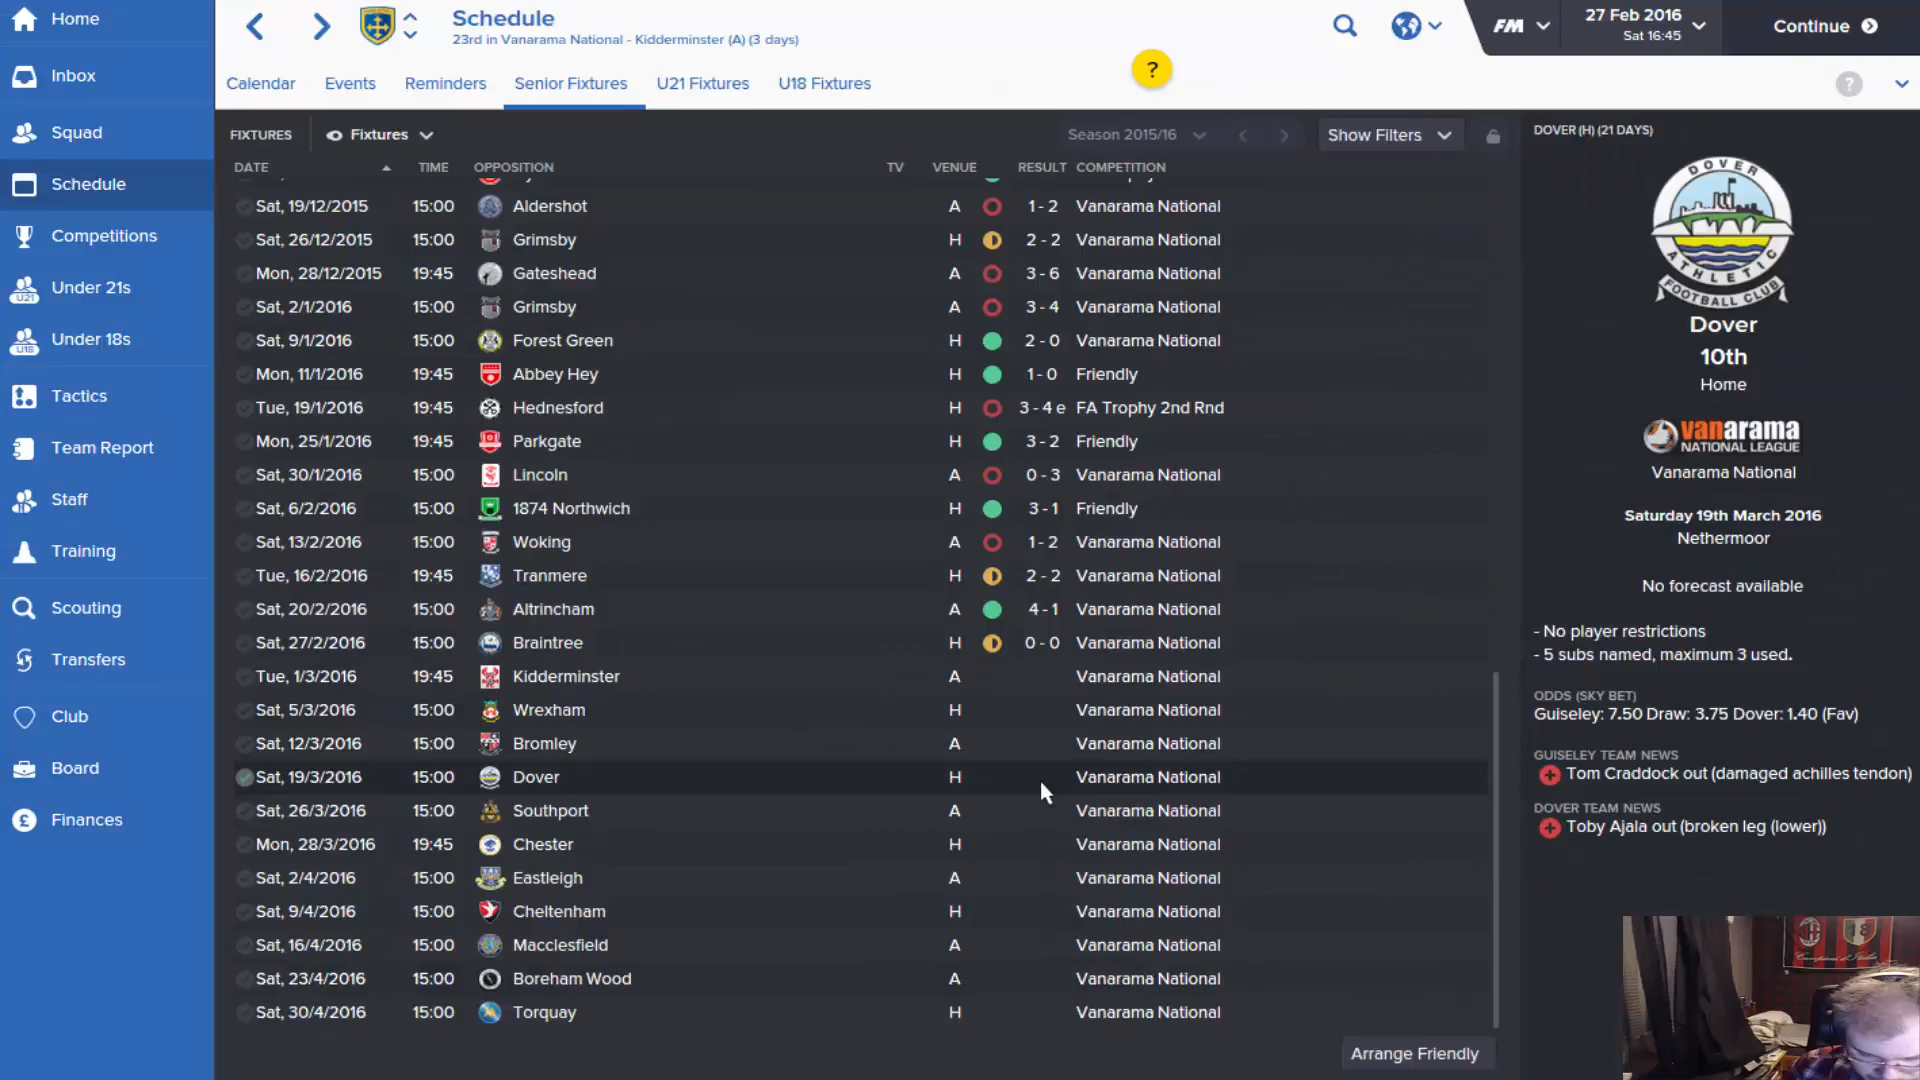 Home
Inbox
Squad
Schedule
Competitions
Under 21s
Under 18s
Tactics
Team Report
Staff
Training
Scouting
Transfers
Club
Board
Finances
Schedule
23rd in Vanarama National - Kidderminster (A) (3 days)
FM
27 Feb 2016
Sat 16:45
Continue
Calendar Events Reminders Senior Fixtures U21 Fixtures U18 Fixtures
?
?
FIXTURES Fixtures Season 2015/16 Show Filters
DATE TIME OPPOSITION TV VENUE RESULT COMPETITION
Sat, 19/12/2015 15:00 Aldershot A 1 - 2 Vanarama National
Sat, 26/12/2015 15:00 Grimsby H 2 - 2 Vanarama National
Mon, 28/12/2015 19:45 Gateshead A 3 - 6 Vanarama National
Sat, 2/1/2016 15:00 Grimsby A 3 - 4 Vanarama National
Sat, 9/1/2016 15:00 Forest Green H 2 - 0 Vanarama National
Mon, 11/1/2016 19:45 Abbey Hey H 1 - 0 Friendly
Tue, 19/1/2016 19:45 Hednesford H 3 - 4 e FA Trophy 2nd Rnd
Mon, 25/1/2016 19:45 Parkgate H 3 - 2 Friendly
Sat, 30/1/2016 15:00 Lincoln A 0 - 3 Vanarama National
Sat, 6/2/2016 15:00 1874 Northwich H 3 - 1 Friendly
Sat, 13/2/2016 15:00 Woking A 1 - 2 Vanarama National
Tue, 16/2/2016 19:45 Tranmere H 2 - 2 Vanarama National
Sat, 20/2/2016 15:00 Altrincham A 4 - 1 Vanarama National
Sat, 27/2/2016 15:00 Braintree H 0 - 0 Vanarama National
Tue, 1/3/2016 19:45 Kidderminster A Vanarama National
Sat, 5/3/2016 15:00 Wrexham H Vanarama National
Sat, 12/3/2016 15:00 Bromley A Vanarama National
Sat, 19/3/2016 15:00 Dover H Vanarama National
Sat, 26/3/2016 15:00 Southport A Vanarama National
Mon, 28/3/2016 19:45 Chester H Vanarama National
Sat, 2/4/2016 15:00 Eastleigh A Vanarama National
Sat, 9/4/2016 15:00 Cheltenham H Vanarama National
Sat, 16/4/2016 15:00 Macclesfield A Vanarama National
Sat, 23/4/2016 15:00 Boreham Wood A Vanarama National
Sat, 30/4/2016 15:00 Torquay H Vanarama National
Arrange Friendly
DOVER (H) (21 DAYS)
DOVER
ATHLETIC
FOOTBALL CLUB
Dover
10th
Home
vanarama
NATIONAL LEAGUE
Vanarama National
Saturday 19th March 2016
Nethermoor
No forecast available
- No player restrictions
- 5 subs named, maximum 3 used.
ODDS (SKY BET)
Guiseley: 7.50 Draw: 3.75 Dover: 1.40 (Fav)
GUISELEY TEAM NEWS
Tom Craddock out (damaged achilles tendon)
DOVER TEAM NEWS
Toby Ajala out (broken leg (lower))